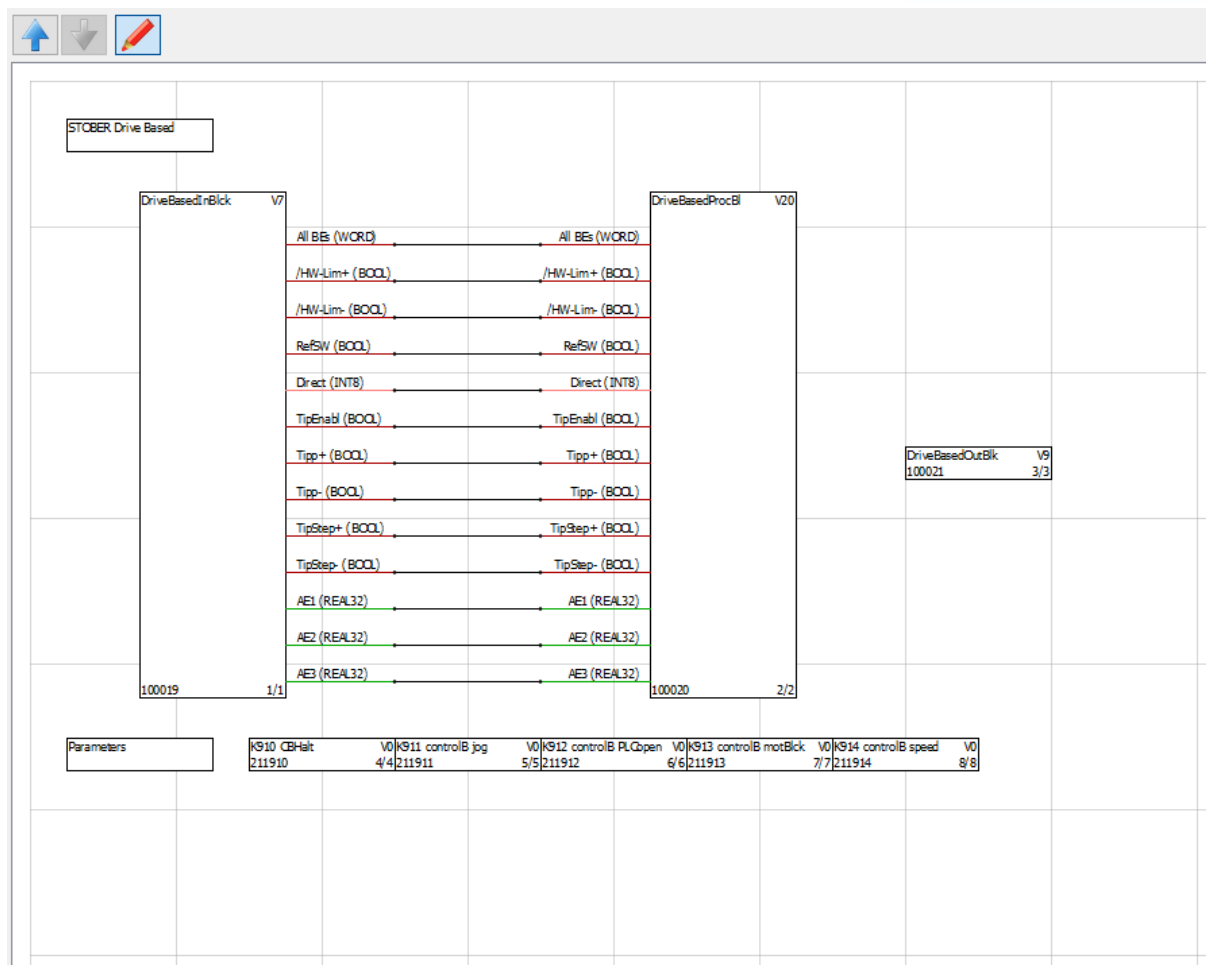 STOBER Drive Based
DriveBasedInBlck V7
DriveBasedProcBl V20
All BEs (WORD) All BEs (WORD)
/HW-Lim+ (BOOL) /HW-Lim+ (BOOL)
/HW-Lim- (BOOL) /HW-Lim- (BOOL)
RefSW (BOOL) RefSW (BOOL)
Direct (INT8) Direct (INT8)
TipEnabl (BOOL) TipEnabl (BOOL)
Tipp+ (BOOL) Tipp+ (BOOL)
DriveBasedOutBlk V9
100021 3/3
Tipp- (BOOL) Tipp- (BOOL)
TipStep+ (BOOL) TipStep+ (BOOL)
TipStep- (BOOL) TipStep- (BOOL)
AE1 (REAL32) AE1 (REAL32)
AE2 (REAL32) AE2 (REAL32)
AE3 (REAL32) AE3 (REAL32)
100019 1/1
100020 2/2
Parameters
K910 CBHalt V0
211910 4/4
K911 controlB jog V0
211911 5/5
K912 controlB PLCopen V0
211912 6/6
K913 controlB motBlck V0
211913 7/7
K914 controlB speed V0
211914 8/8